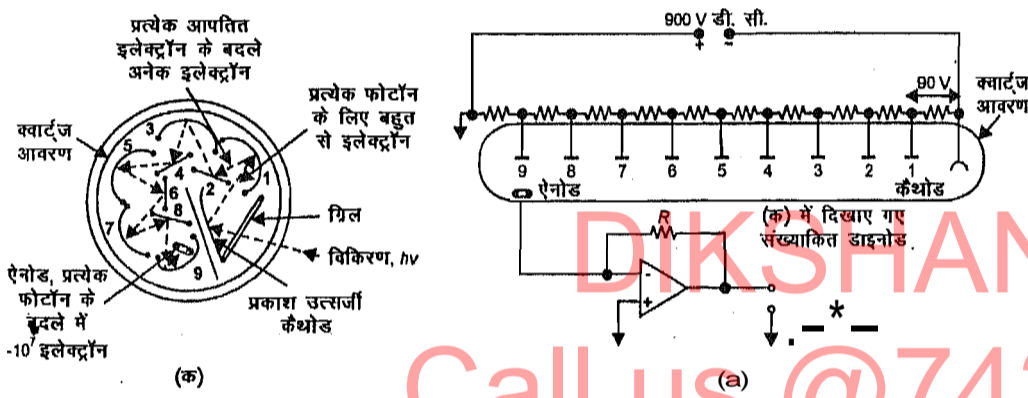 प्रत्येक आपतित
इलेक्ट्रॉन के बदले
अनेक इलेक्ट्रॉन
प्रत्येक फोटॉन
के लिए बहुत
से इलेक्ट्रॉन
क्वार्ट्ज
आवरण
3
5
4
2
1
6
8
7
9
ग्रिल
विकिरण, hv
प्रकाश उत्सर्जी
कैथोड
ऐनोड, प्रत्येक
फोटॉन के
बदले में
-10⁷ इलेक्ट्रॉन
(क)
900 V डी. सी.
+ -
90 V
क्वार्ट्ज
आवरण
9 8 7 6 5 4 3 2 1
ऐनोड
कैथोड
R
(क) में दिखाए गए
संख्याकित डाइनोड
-
+
. — * —
(a)
DIKSHAN
Call us @74